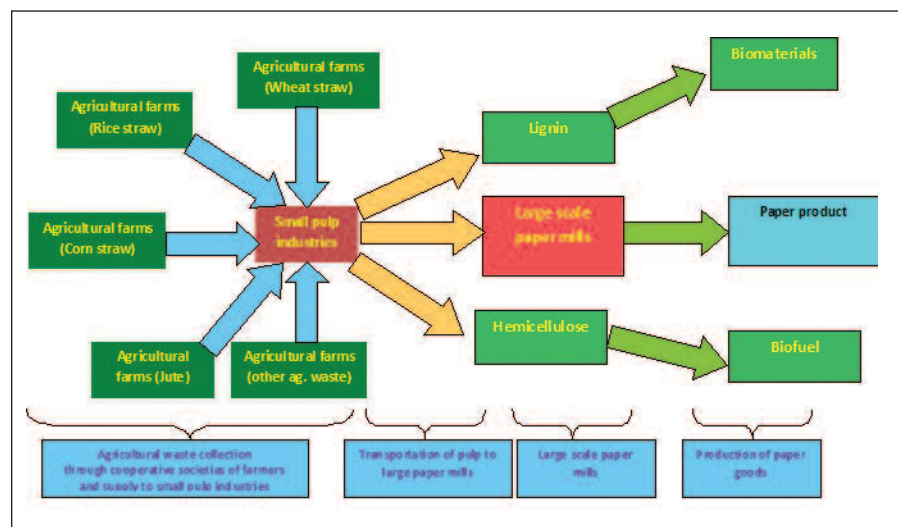 Agricultural farms
(Wheat straw)
Biomaterials
Agricultural farms
(Rice straw)
Lignin
Small pulp
industries
Large scale
paper mills
Paper product
Agricultural farms
(Corn straw)
Hemicellulose
Agricultural
farms (Jute)
Agricultural farms
(other ag. waste)
Biofuel
Agricultural waste collection
through cooperative societies of farmers
and supply to small pulp industries
Transportation of pulp to
large paper mills
Large scale paper
mills
Production of paper
goods